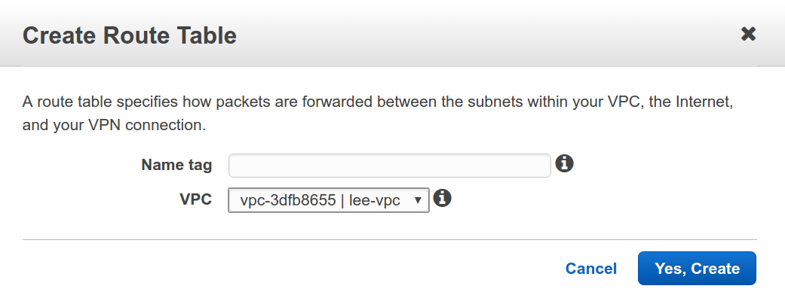 Create Route Table
A route table specifies how packets are forwarded between the subnets within your VPC, the Internet,
and your VPN connection.
Name tag
VPC vpc-3dfb8655 | lee-vpc
Cancel Yes, Create